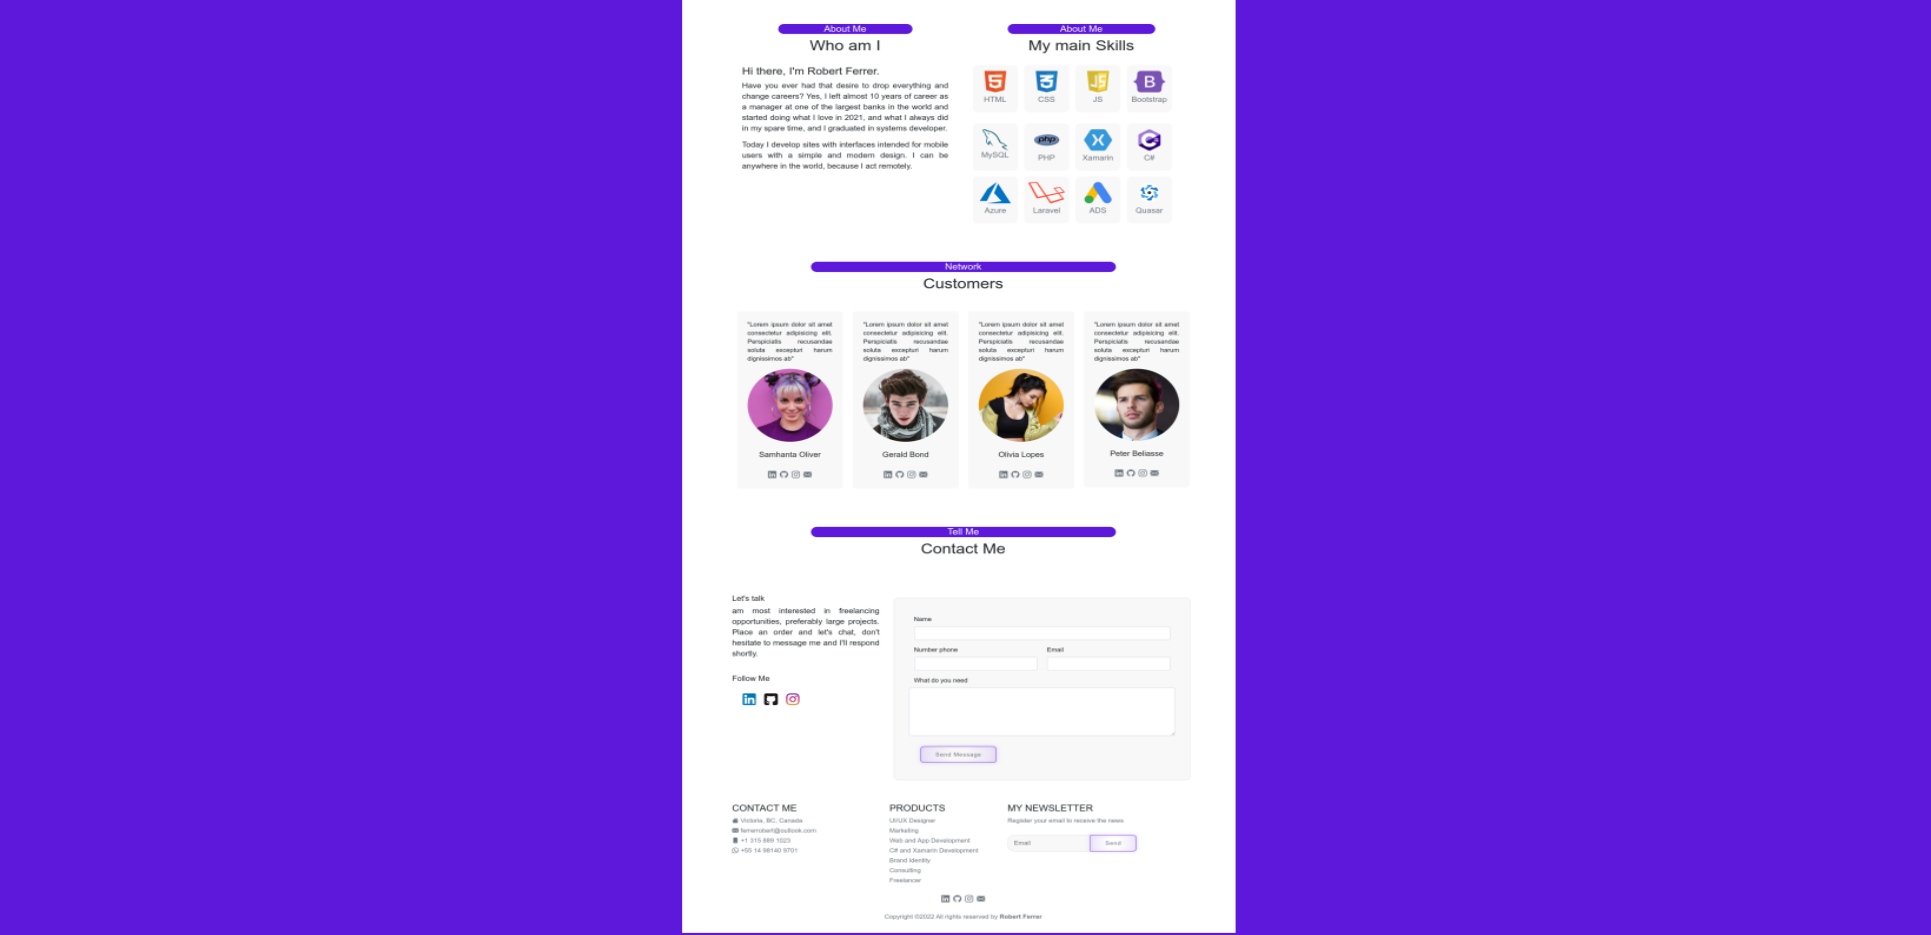 About Me
Who am I
Hi there, I'm Robert Ferrer.
Have you ever had that desire to drop everything and
change careers? Yes, I left almost 10 years of career as
a manager at one of the largest banks in the world and
started doing what I love in 2021, and what I always did
in my spare time, and I graduated in systems developer.
Today I develop sites with interfaces intended for mobile
users with a simple and modern design. I can be
anywhere in the world, because I act remotely.
About Me
My main Skills
HTML
CSS
JS
Bootstrap
MySQL
php
PHP
Xamarin
C#
Azure
Laravel
ADS
Quasar
Network
Customers
"Lorem ipsum dolor sit amet
consectetur adipisicing elit.
Perspiciatis recusandae
soluta excepturi harum
dignissimos ab"
Samhanta Oliver
"Lorem ipsum dolor sit amet
consectetur adipisicing elit.
Perspiciatis recusandae
soluta excepturi harum
dignissimos ab"
Gerald Bond
"Lorem ipsum dolor sit amet
consectetur adipisicing elit.
Perspiciatis recusandae
soluta excepturi harum
dignissimos ab"
Olivia Lopes
"Lorem ipsum dolor sit amet
consectetur adipisicing elit.
Perspiciatis recusandae
soluta excepturi harum
dignissimos ab"
Peter Beliasse
Tell Me
Contact Me
Let's talk
am most interested in freelancing
opportunities, preferably large projects.
Place an order and let's chat, don't
hesitate to message me and I'll respond
shortly.
Follow Me
Name
Number phone
Email
What do you need
Send Message
CONTACT ME
Victoria, BC, Canada
ferrerrobert@outlook.com
+1 315 889 1023
+55 14 98140 9701
PRODUCTS
UI/UX Designer
Marketing
Web and App Development
C# and Xamarin Development
Brand Identity
Consulting
Freelancer
MY NEWSLETTER
Register your email to receive the news
Email
Send
Copyright ©2022 All rights reserved by Robert Ferrer